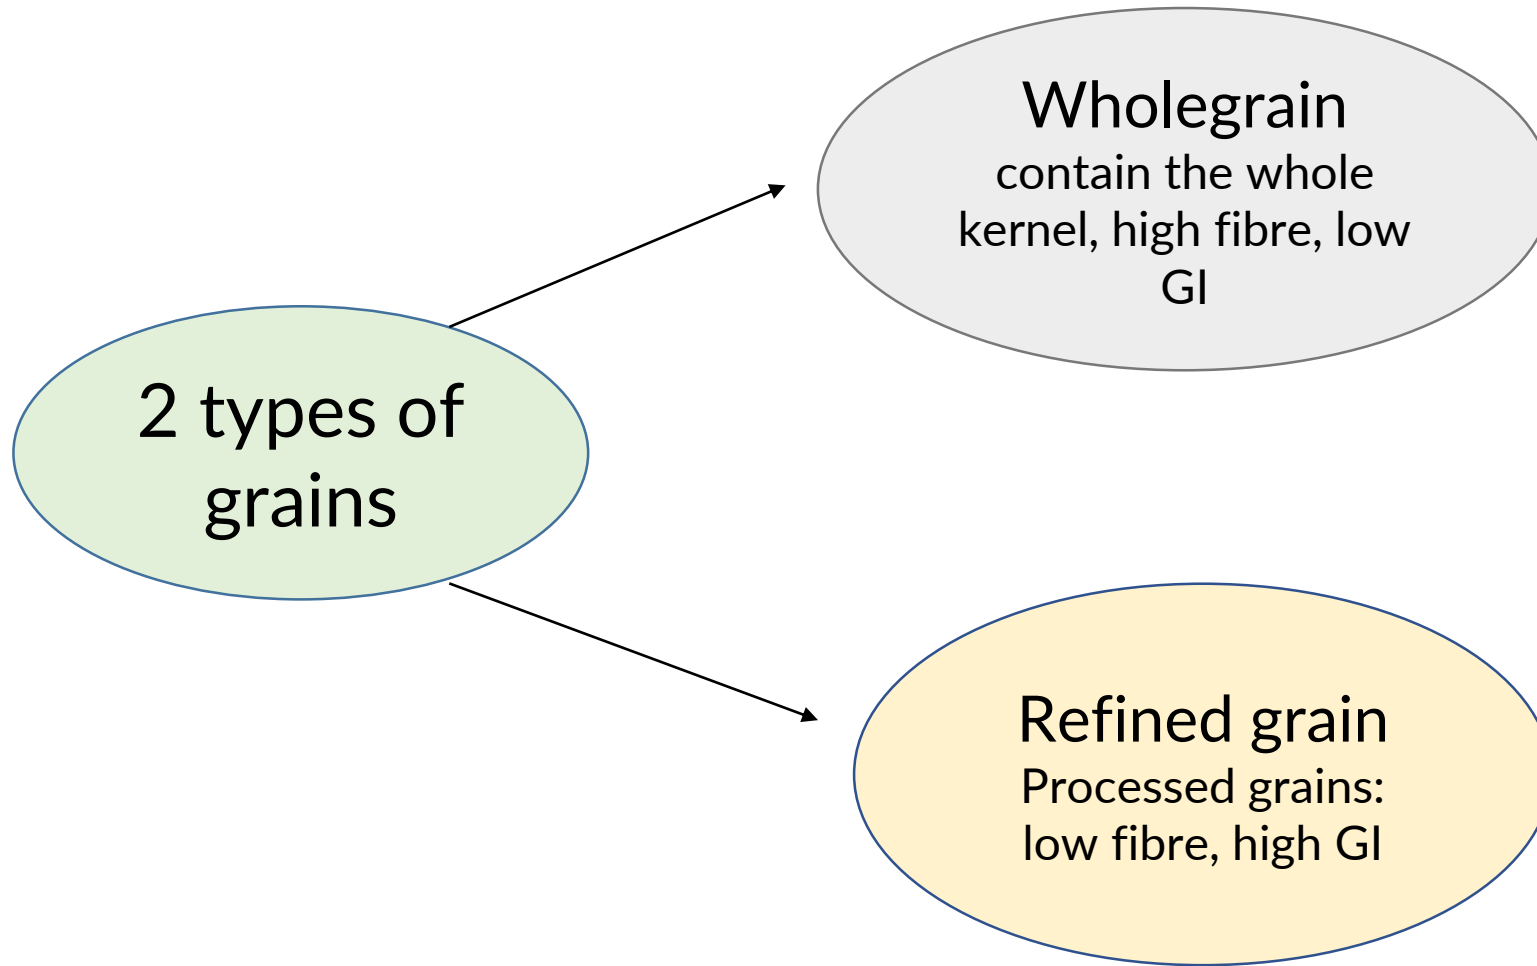 Wholegrain
contain the whole
kernel, high fibre, low
GI
2 types of
grains
Refined grain
Processed grains:
low fibre, high GI